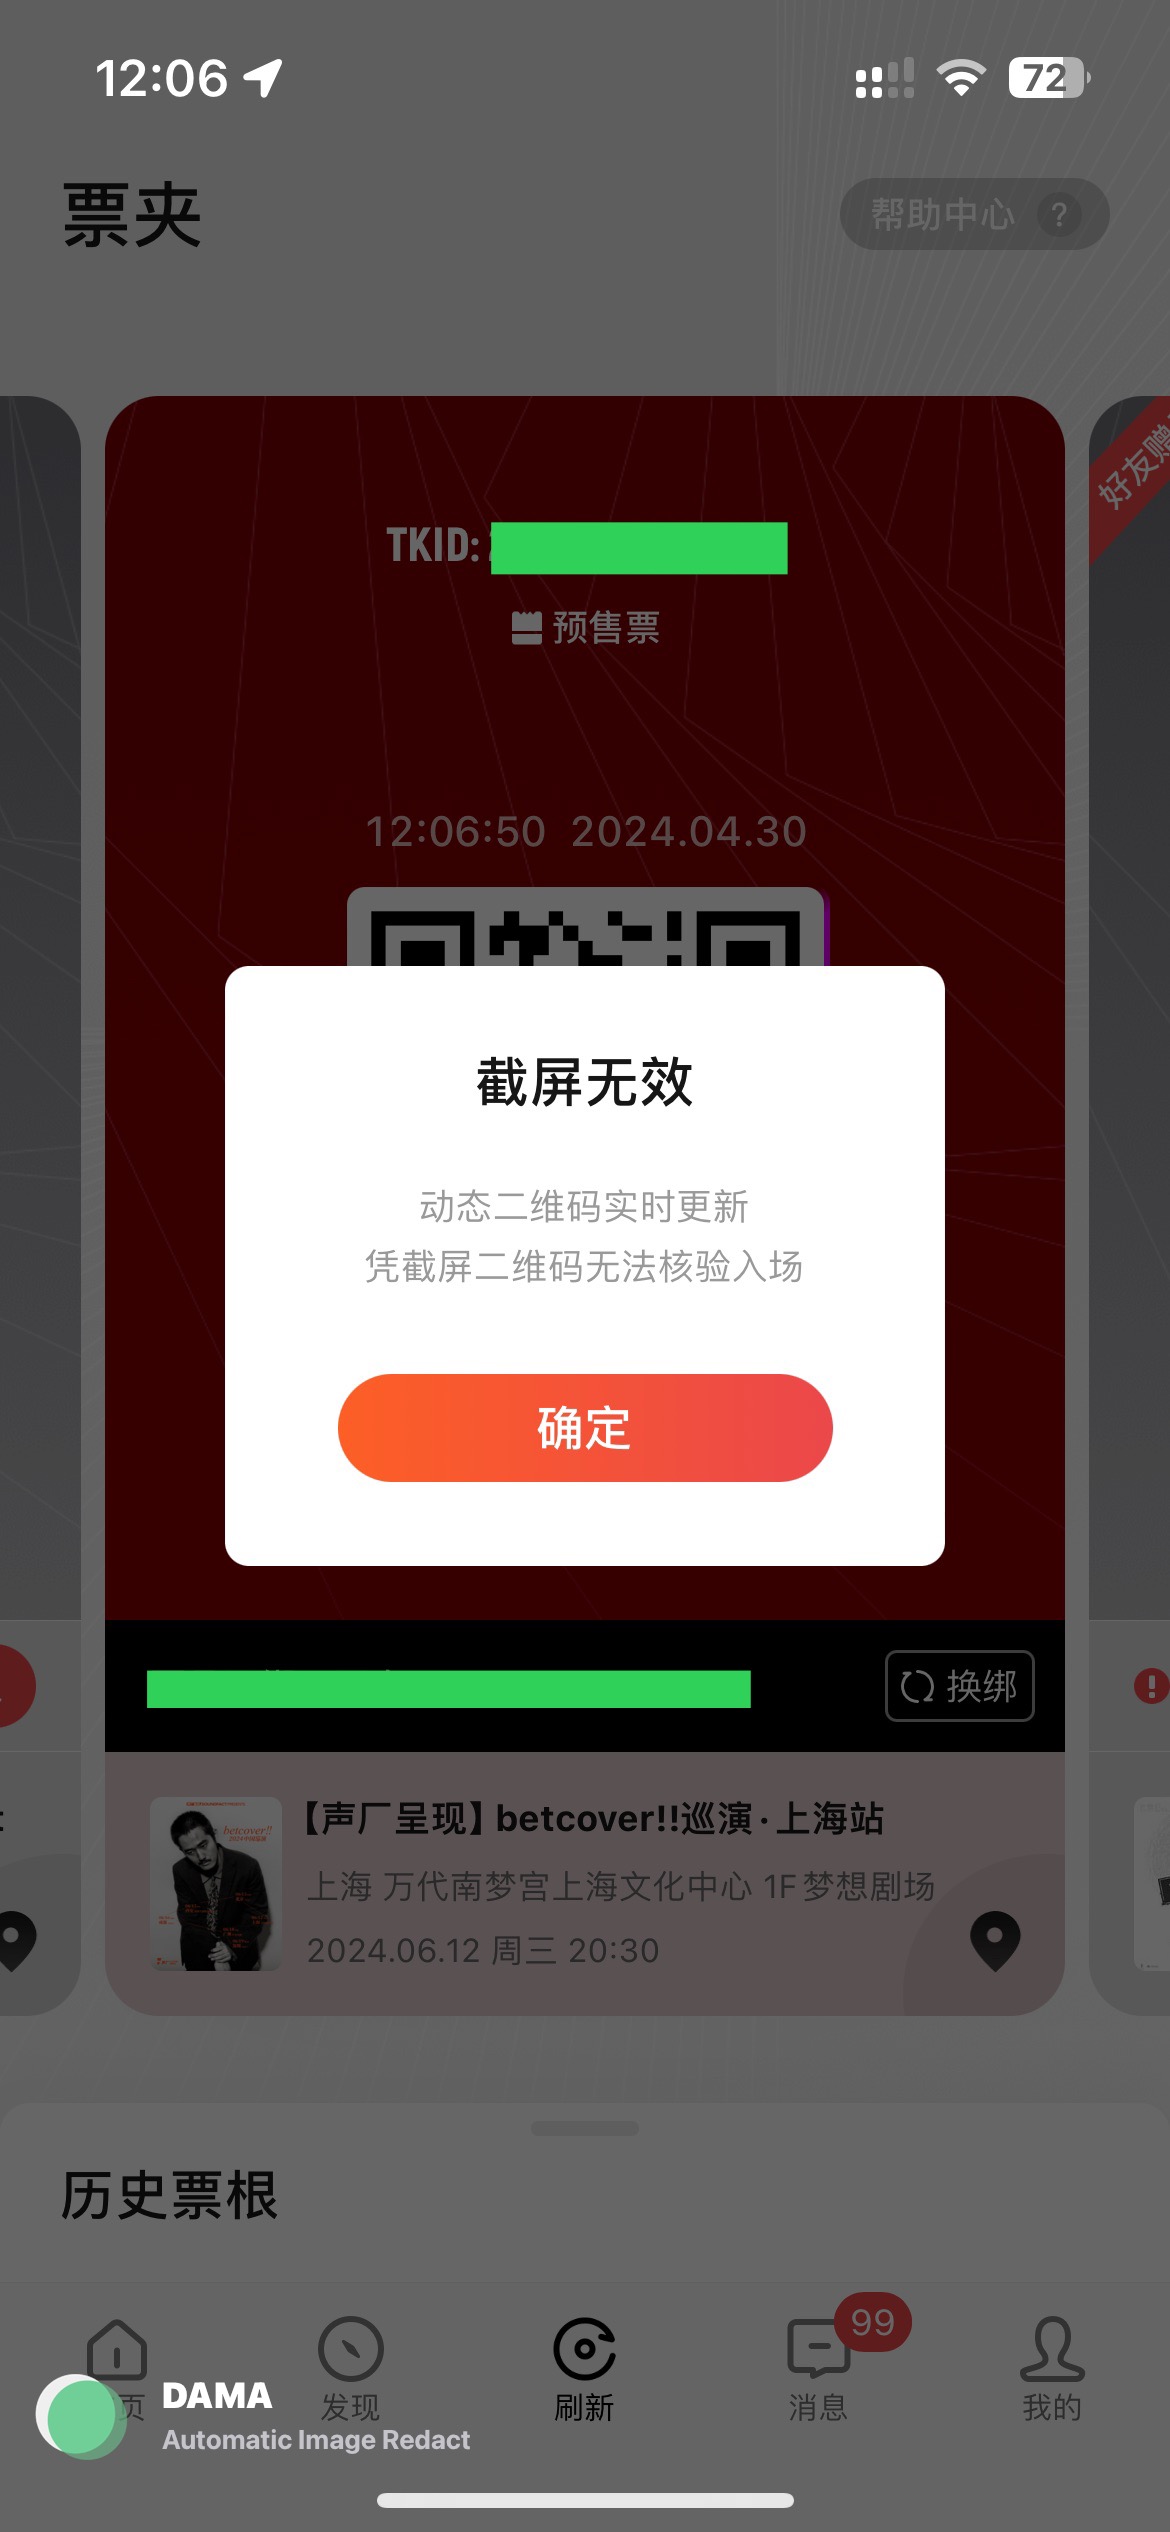 12:06
72
票夹
帮助中心 ?
好友赠
TKID:
预售票
12:06:50 2024.04.30
截屏无效
动态二维码实时更新
凭截屏二维码无法核验入场
确定
换绑
【声厂呈现】betcover!!巡演·上海站
betcover!!
上海 万代南梦宫上海文化中心 1F 梦想剧场
2024.06.12 周三 20:30
历史票根
99
页
发现
刷新
消息
我的
DAMA
Automatic Image Redact